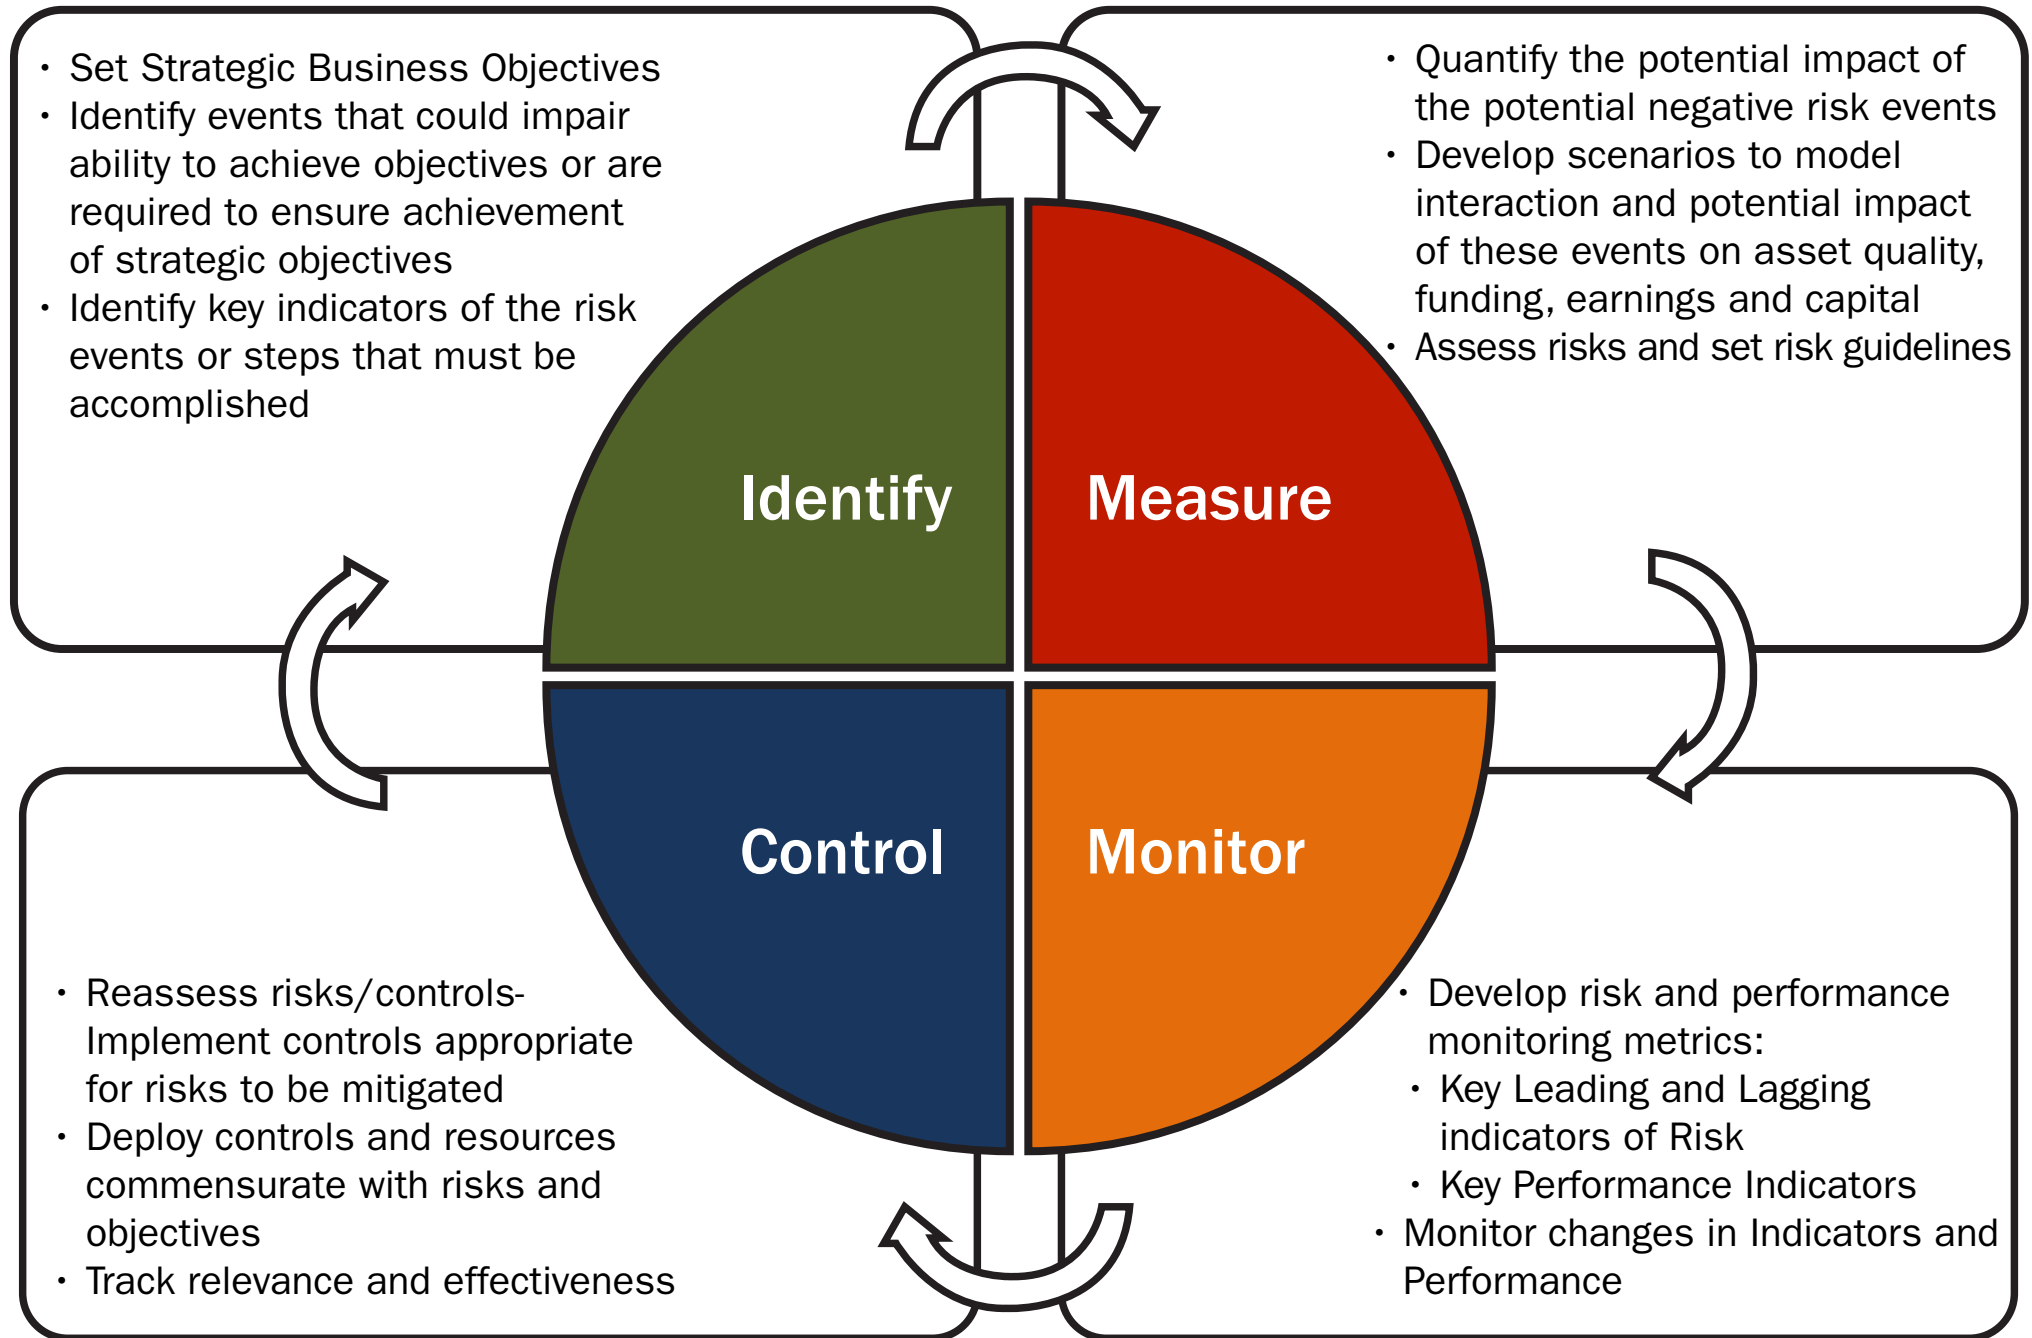 · Set Strategic Business Objectives
· Identify events that could impair
ability to achieve objectives or are
required to ensure achievement
of strategic objectives
· Identify key indicators of the risk
events or steps that must be
accomplished
· Quantify the potential impact of
the potential negative risk events
· Develop scenarios to model
interaction and potential impact
of these events on asset quality,
funding, earnings and capital
· Assess risks and set risk guidelines
Identify
Measure
Control
Monitor
· Reassess risks/controls-
Implement controls appropriate
for risks to be mitigated
· Deploy controls and resources
commensurate with risks and
objectives
· Track relevance and effectiveness
· Develop risk and performance
monitoring metrics:
· Key Leading and Lagging
indicators of Risk
· Key Performance Indicators
· Monitor changes in Indicators and
Performance